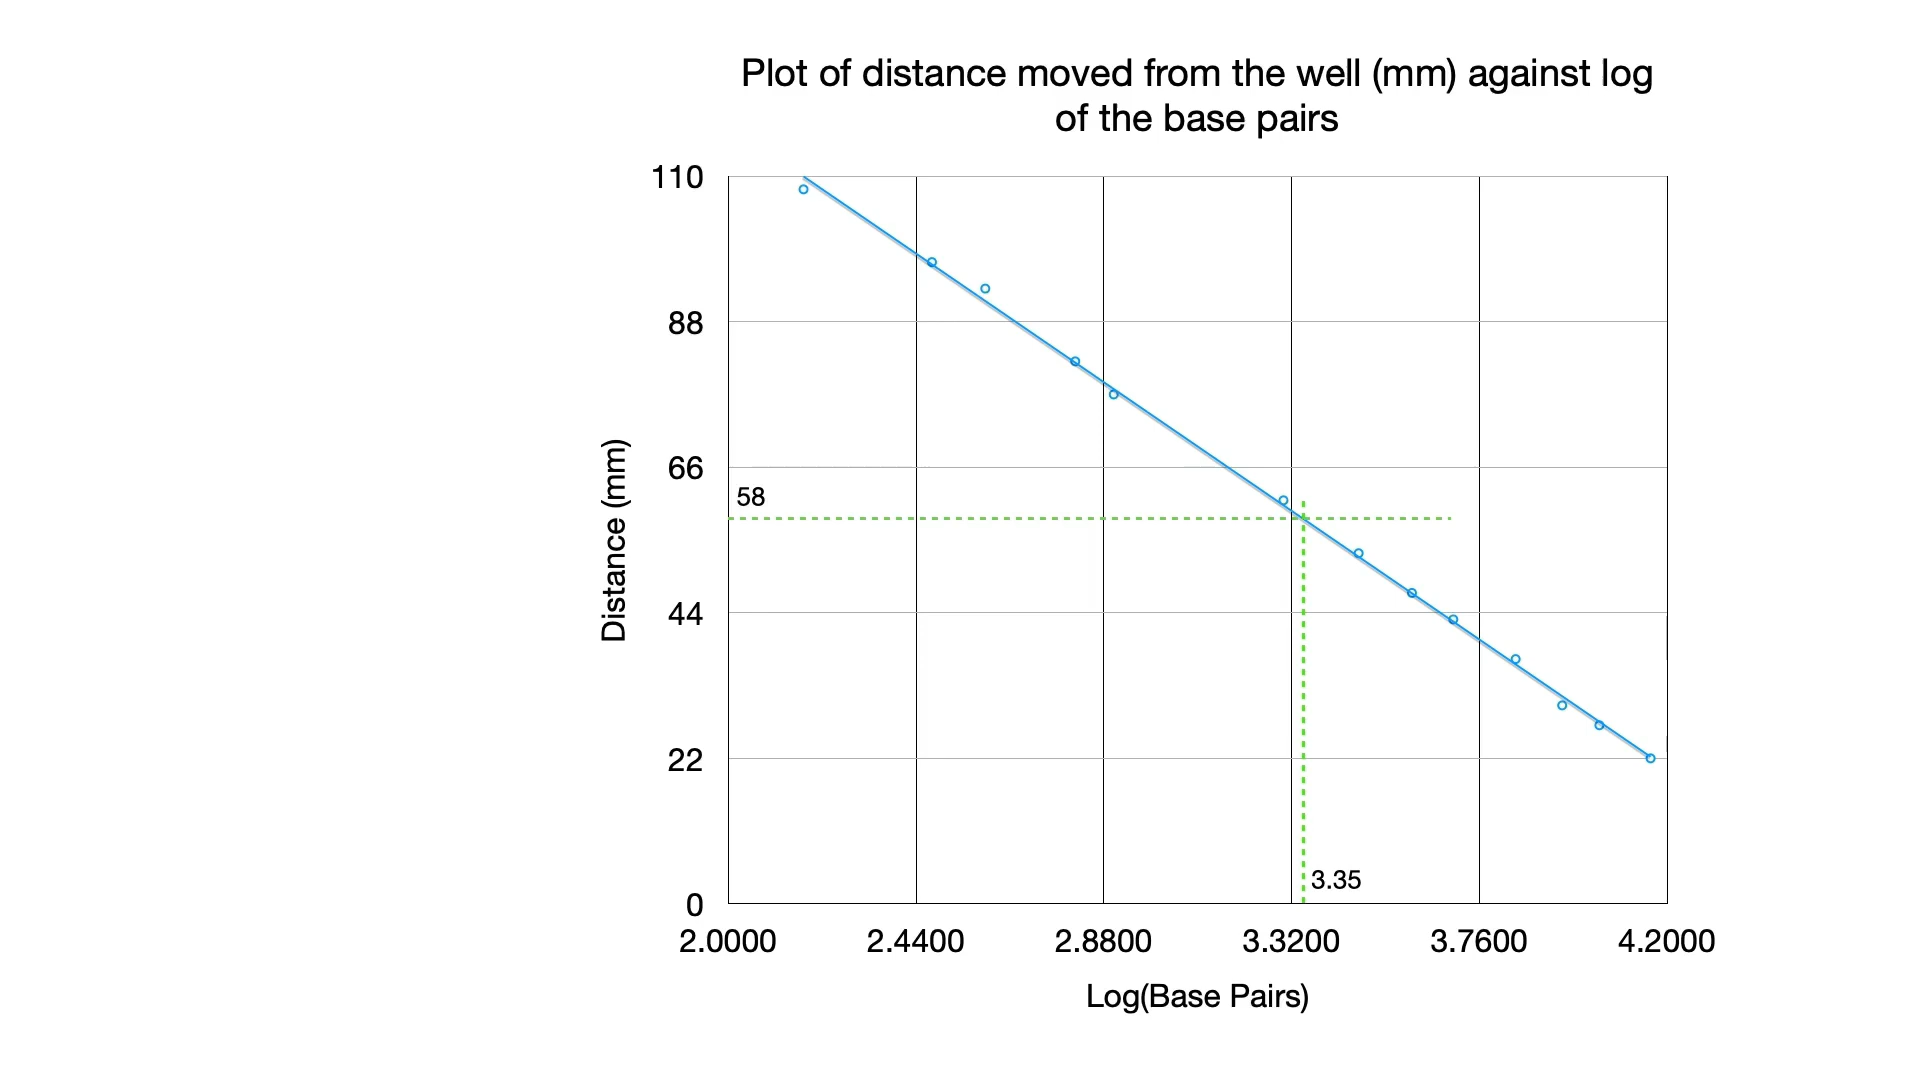 Plot of distance moved from the well (mm) against log
of the base pairs
110
88
66
58
44
22
3.35
0
2.0000 2.4400 2.8800 3.3200 3.7600 4.2000
Distance (mm)
Log(Base Pairs)